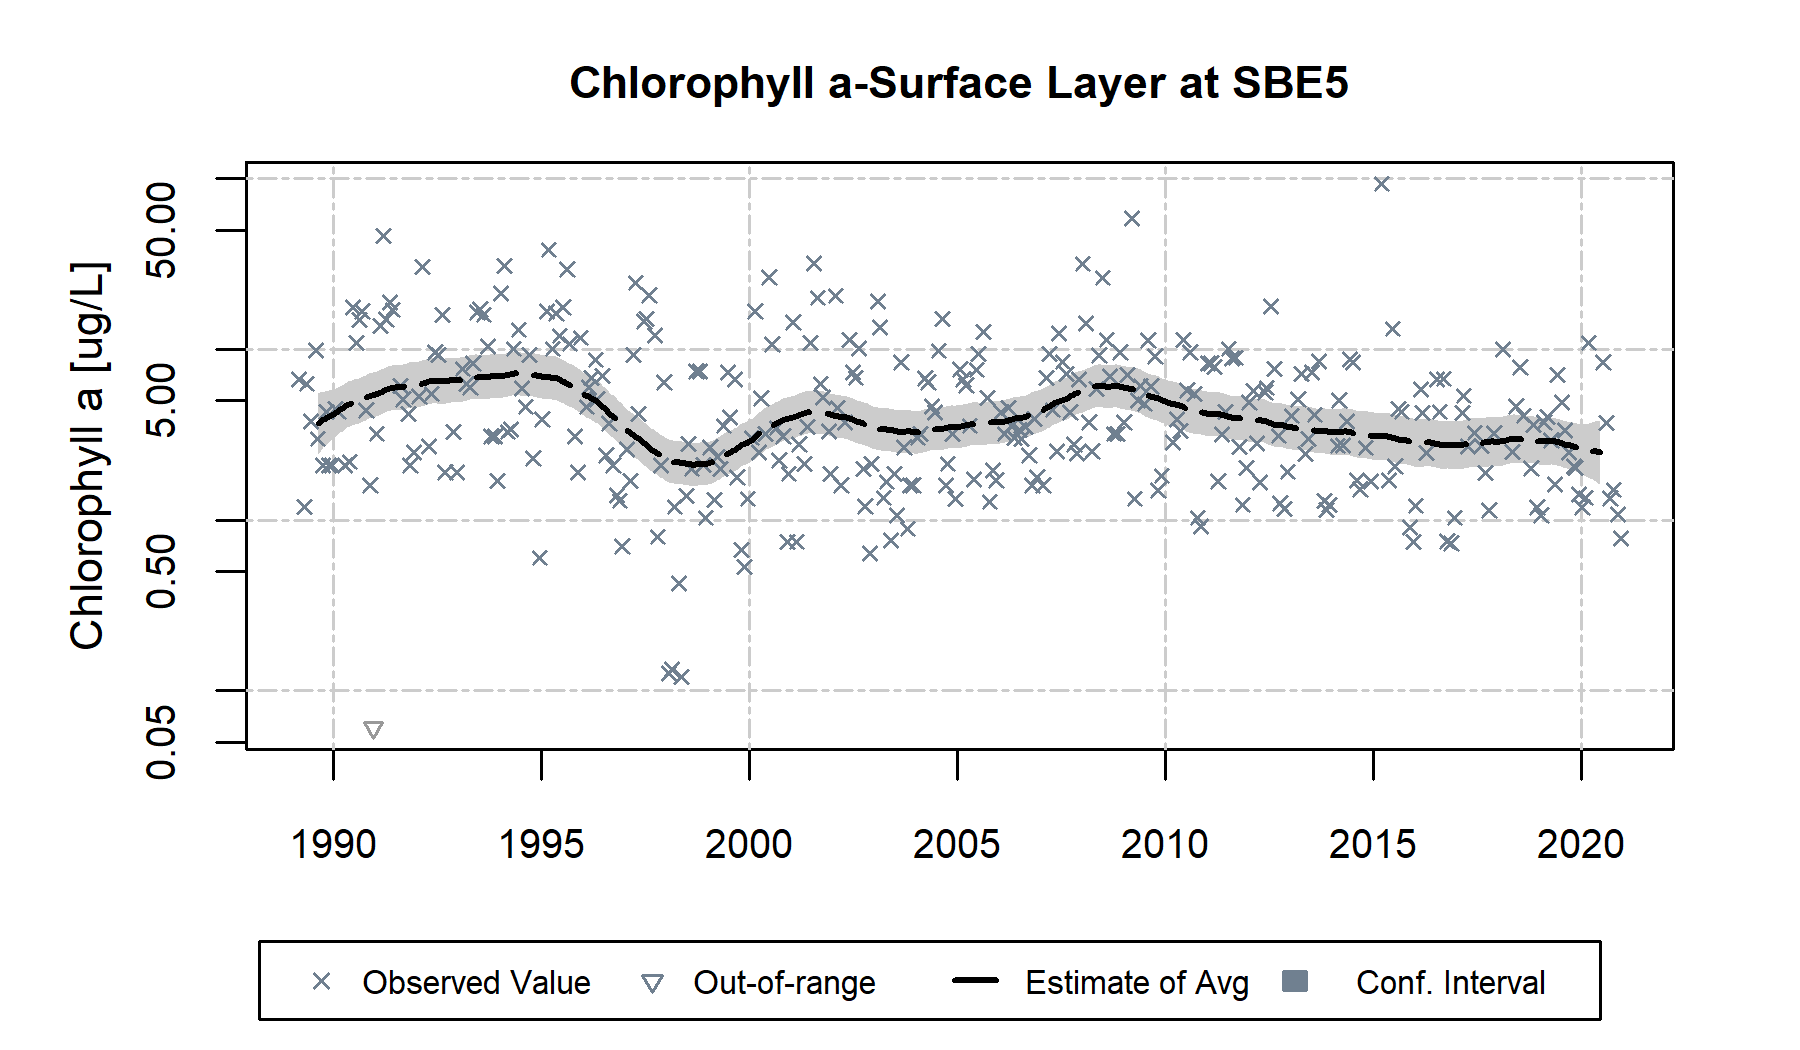 Chlorophyll a-Surface Layer at SBE5
Chlorophyll a [ug/L]
50.00
5.00
0.50
0.05
1990 1995 2000 2005 2010 2015 2020
Observed Value Out-of-range Estimate of Avg Conf. Interval